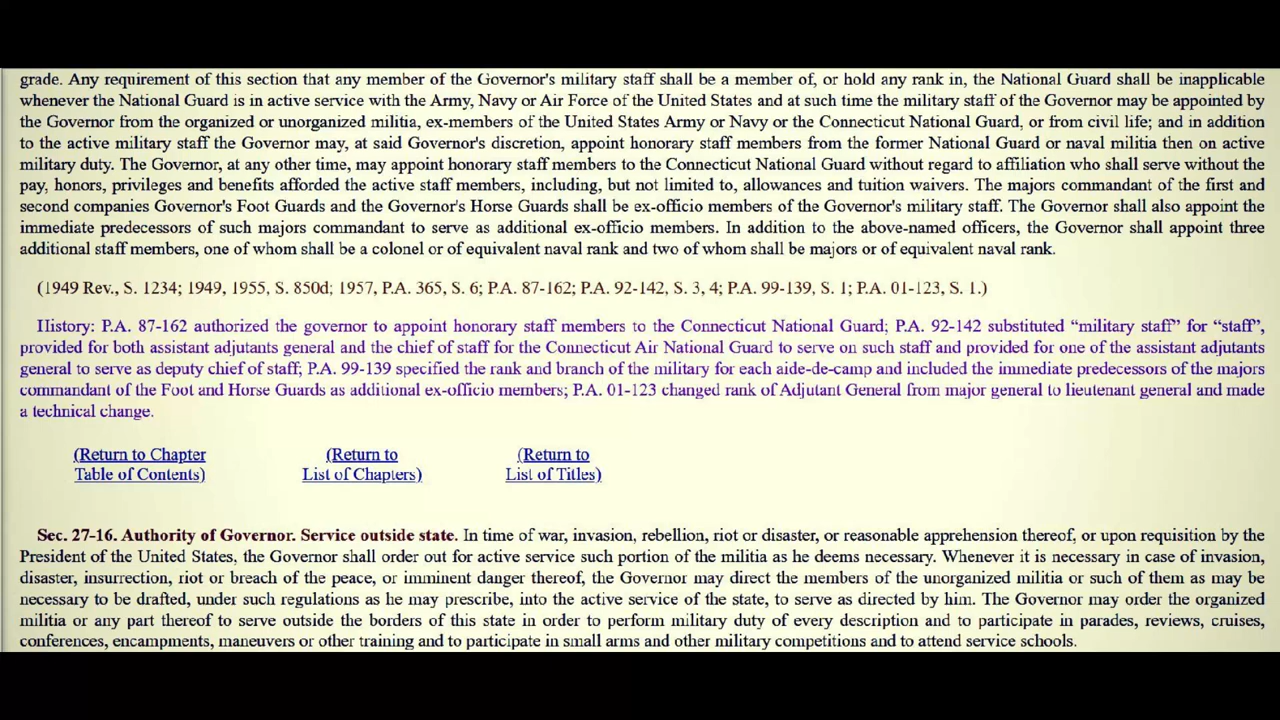 grade. Any requirement of this section that any member of the Governor's military staff shall be a member of, or hold any rank in, the National Guard shall be inapplicable
whenever the National Guard is in active service with the Army, Navy or Air Force of the United States and at such time the military staff of the Governor may be appointed by
the Governor from the organized or unorganized militia, ex-members of the United States Army or Navy or the Connecticut National Guard, or from civil life; and in addition
to the active military staff the Governor may, at said Governor's discretion, appoint honorary staff members from the former National Guard or naval militia then on active
military duty. The Governor, at any other time, may appoint honorary staff members to the Connecticut National Guard without regard to affiliation who shall serve without the
pay, honors, privileges and benefits afforded the active staff members, including, but not limited to, allowances and tuition waivers. The majors commandant of the first and
second companies Governor's Foot Guards and the Governor's Horse Guards shall be ex-officio members of the Governor's military staff. The Governor shall also appoint the
immediate predecessors of such majors commandant to serve as additional ex-officio members. In addition to the above-named officers, the Governor shall appoint three
additional staff members, one of whom shall be a colonel or of equivalent naval rank and two of whom shall be majors or of equivalent naval rank.
(1949 Rev., S. 1234; 1949, 1955, S. 850d; 1957, P.A. 365, S. 6; P.A. 87-162; P.A. 92-142, S. 3, 4; P.A. 99-139, S. 1; P.A. 01-123, S. 1.)
History: P.A. 87-162 authorized the governor to appoint honorary staff members to the Connecticut National Guard; P.A. 92-142 substituted “military staff” for “staff”,
provided for both assistant adjutants general and the chief of staff for the Connecticut Air National Guard to serve on such staff and provided for one of the assistant adjutants
general to serve as deputy chief of staff; P.A. 99-139 specified the rank and branch of the military for each aide-de-camp and included the immediate predecessors of the majors
commandant of the Foot and Horse Guards as additional ex-officio members; P.A. 01-123 changed rank of Adjutant General from major general to lieutenant general and made
a technical change.
(Return to Chapter
Table of Contents)
(Return to
List of Chapters)
(Return to
List of Titles)
Sec. 27-16. Authority of Governor. Service outside state. In time of war, invasion, rebellion, riot or disaster, or reasonable apprehension thereof, or upon requisition by the
President of the United States, the Governor shall order out for active service such portion of the militia as he deems necessary. Whenever it is necessary in case of invasion,
disaster, insurrection, riot or breach of the peace, or imminent danger thereof, the Governor may direct the members of the unorganized militia or such of them as may be
necessary to be drafted, under such regulations as he may prescribe, into the active service of the state, to serve as directed by him. The Governor may order the organized
militia or any part thereof to serve outside the borders of this state in order to perform military duty of every description and to participate in parades, reviews, cruises,
conferences, encampments, maneuvers or other training and to participate in small arms and other military competitions and to attend service schools.